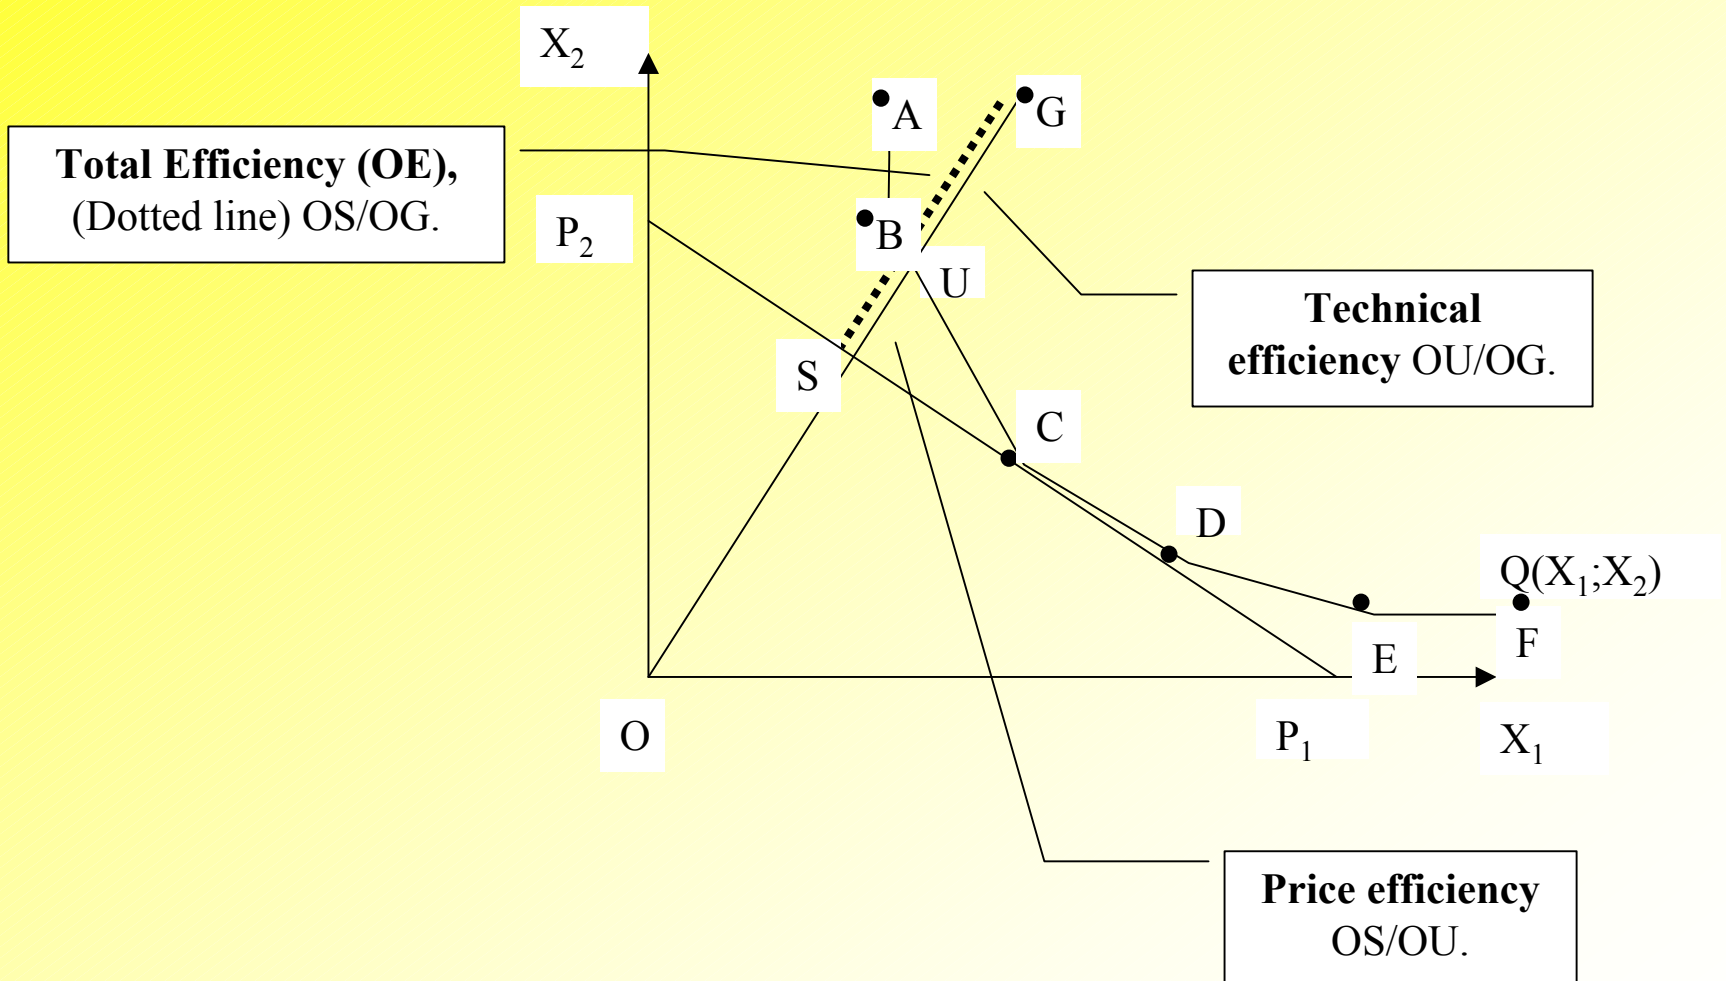 X₂
A
G
Total Efficiency (OE),
(Dotted line) OS/OG.
P₂
B
U
Technical
efficiency OU/OG.
S
C
D
Q(X₁;X₂)
E
F
O
P₁
X₁
Price efficiency
OS/OU.